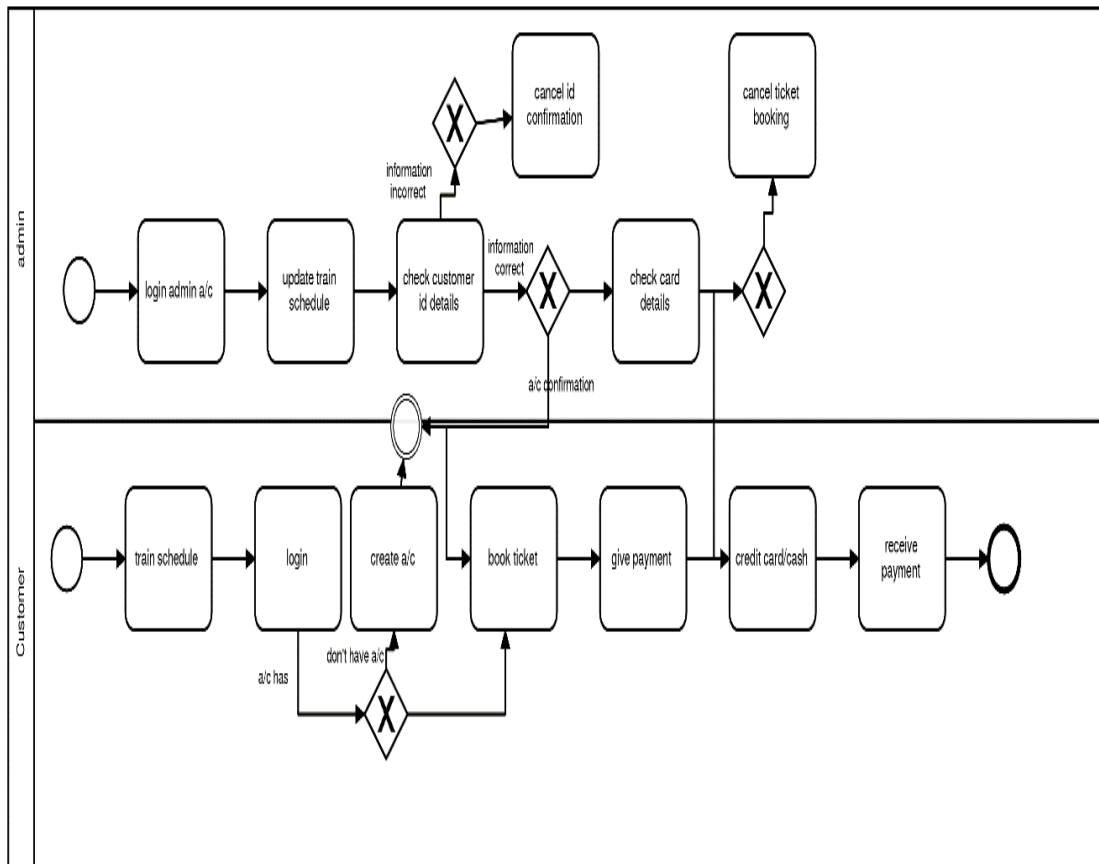 admin
cancel id
confirmation
cancel ticket
booking
information
incorrect
login admin a/c
update train
schedule
check customer
id details
information
correct
check card
details
a/c confirmation
Customer
train schedule
login
create a/c
book ticket
give payment
credit card/cash
receive
payment
a/c has
don't have a/c